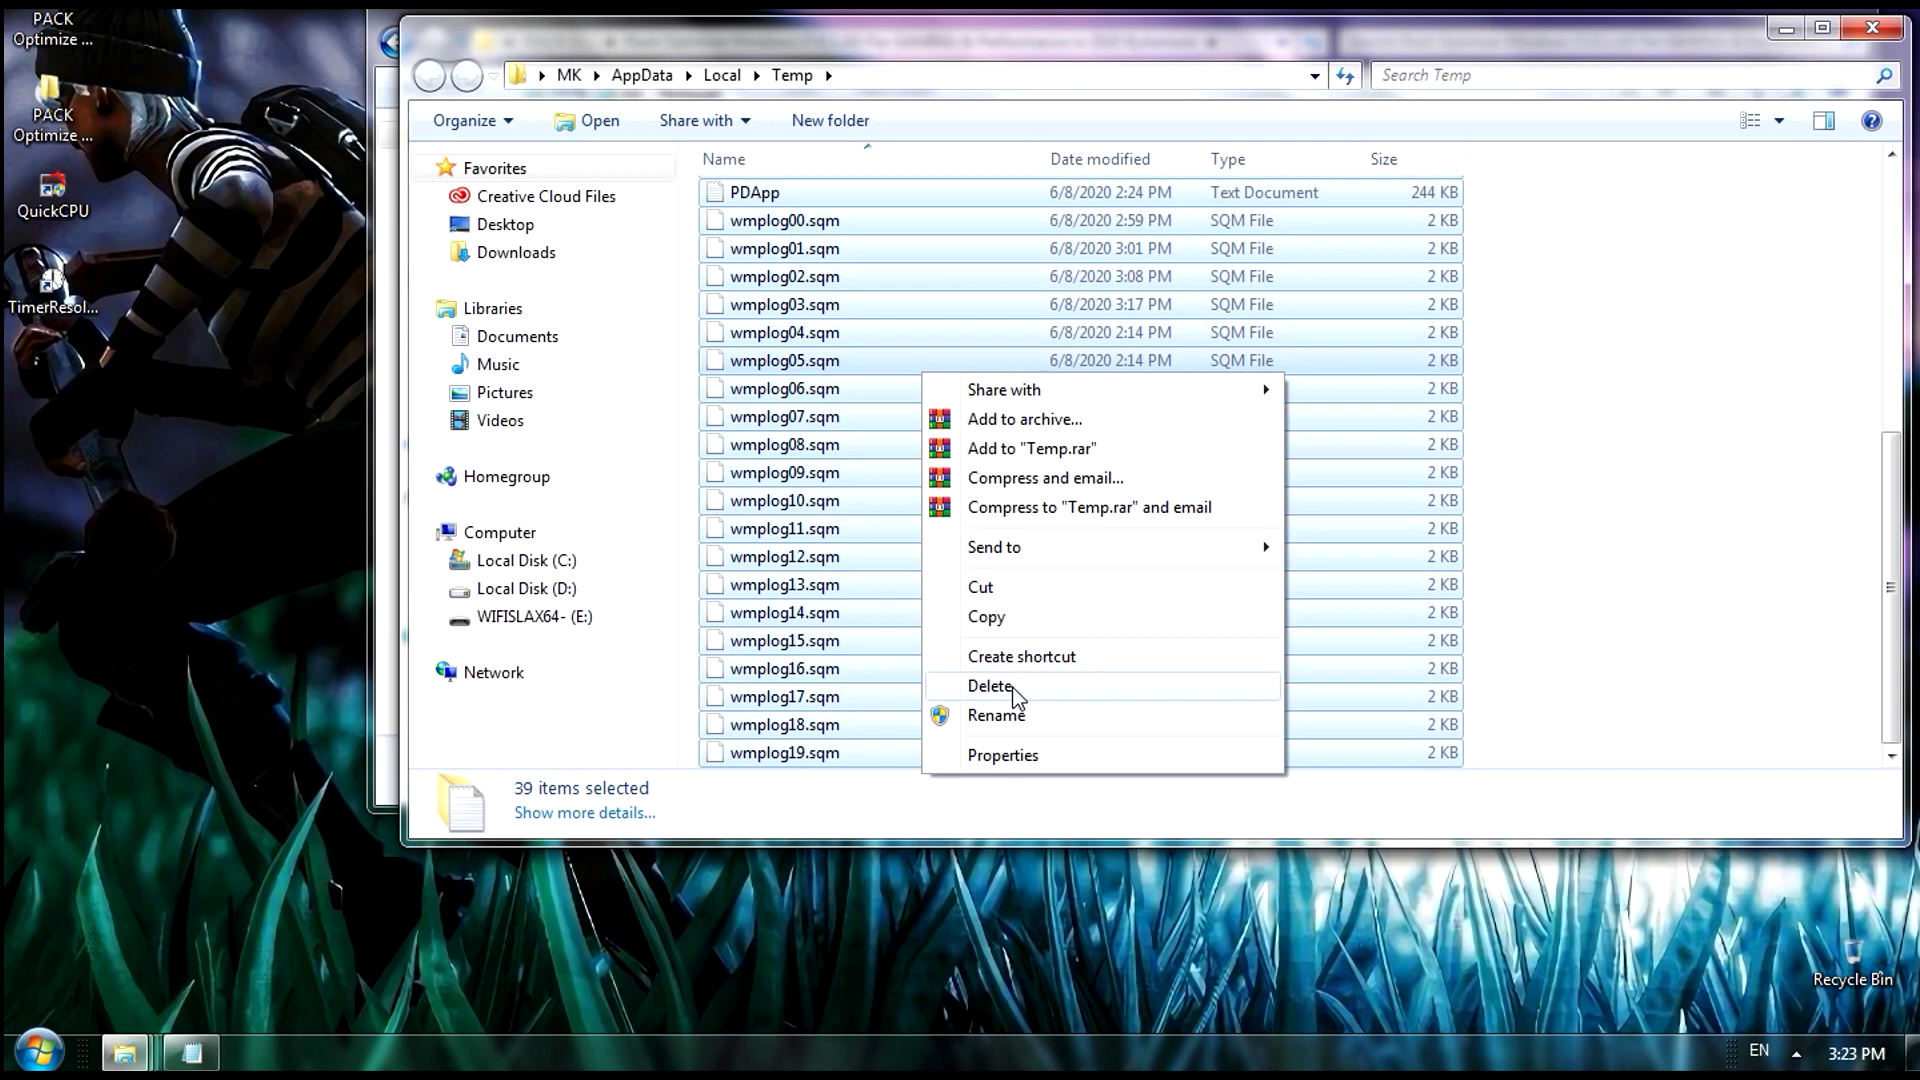 PACK
Optimize ...
PACK
Optimize ...
QuickCPU
TimerResol...
MK
AppData
Local
Temp
Search Temp
Organize
Open
Share with
New folder
Favorites
Creative Cloud Files
Desktop
Downloads
Libraries
Documents
Music
Pictures
Videos
Homegroup
Computer
Local Disk (C:)
Local Disk (D:)
WIFISLAX64- (E:)
Network
Name Date modified Type Size
PDApp 6/8/2020 2:24 PM Text Document 244 KB
wmplog00.sqm 6/8/2020 2:59 PM SQM File 2 KB
wmplog01.sqm 6/8/2020 3:01 PM SQM File 2 KB
wmplog02.sqm 6/8/2020 3:08 PM SQM File 2 KB
wmplog03.sqm 6/8/2020 3:17 PM SQM File 2 KB
wmplog04.sqm 6/8/2020 2:14 PM SQM File 2 KB
wmplog05.sqm 6/8/2020 2:14 PM SQM File 2 KB
wmplog06.sqm 2 KB
wmplog07.sqm 2 KB
wmplog08.sqm 2 KB
wmplog09.sqm 2 KB
wmplog10.sqm 2 KB
wmplog11.sqm 2 KB
wmplog12.sqm 2 KB
wmplog13.sqm 2 KB
wmplog14.sqm 2 KB
wmplog15.sqm 2 KB
wmplog16.sqm 2 KB
wmplog17.sqm 2 KB
wmplog18.sqm 2 KB
wmplog19.sqm 2 KB
Share with
Add to archive...
Add to "Temp.rar"
Compress and email...
Compress to "Temp.rar" and email
Send to
Cut
Copy
Create shortcut
Delete
Rename
Properties
39 items selected
Show more details...
Recycle Bin
EN
3:23 PM